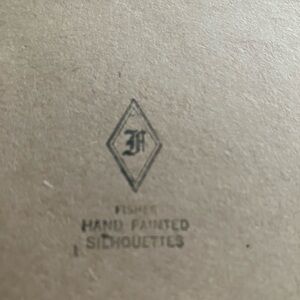 F
FISHER
HAND PAINTED
SILHOUETTES